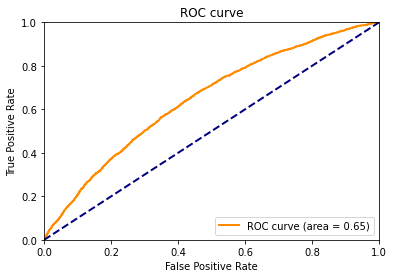 ROC curve
True Positive Rate
1.0
0.8
0.6
0.4
0.2
0.0
ROC curve (area = 0.65)
0.0 0.2 0.4 0.6 0.8 1.0
False Positive Rate